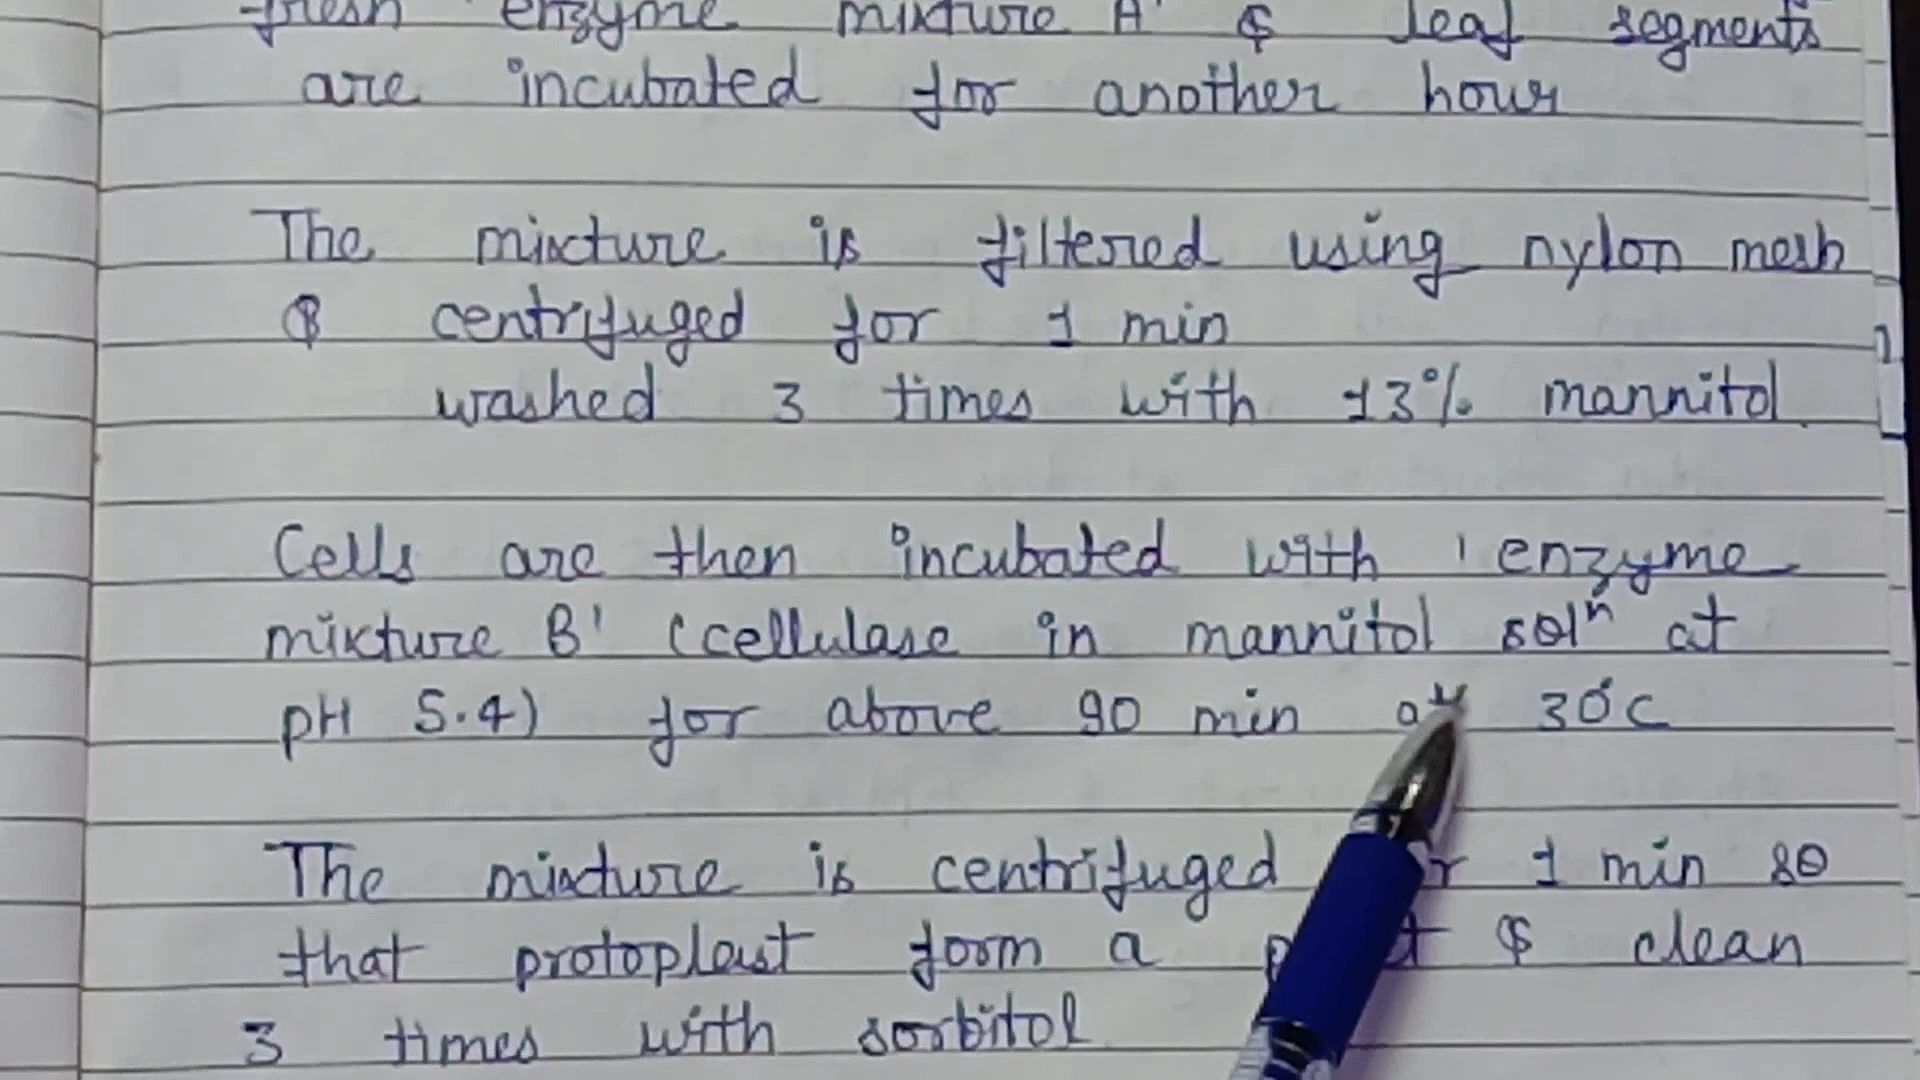 fresh enzyme mixture A' & leaf segments
are incubated for another hour
The mixture is filtered using nylon mesh
& centrifuged for 1 min
washed 3 times with 13% mannitol
Cells are then incubated with 'enzyme
mixture B' (cellulase in mannitol solⁿ at
pH 5.4) for above 90 min at 30°C
The mixture is centrifuged 1 min so
that protoplast form a & clean
3 times with sorbitol